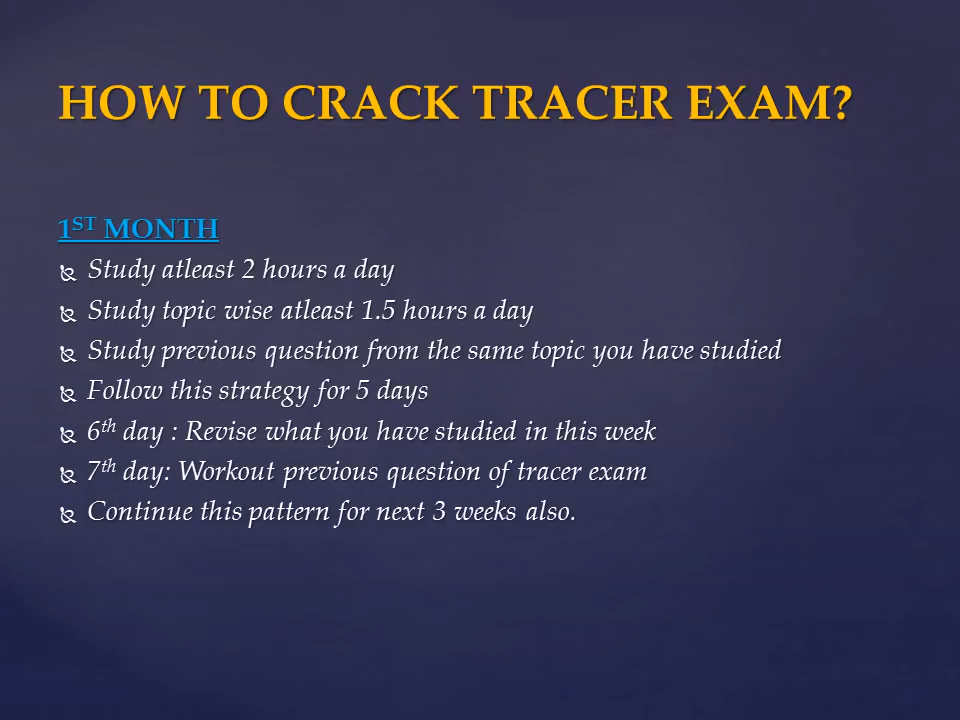 HOW TO CRACK TRACER EXAM?
1ST MONTH
Study atleast 2 hours a day
Study topic wise atleast 1.5 hours a day
Study previous question from the same topic you have studied
Follow this strategy for 5 days
6th day : Revise what you have studied in this week
7th day: Workout previous question of tracer exam
Continue this pattern for next 3 weeks also.